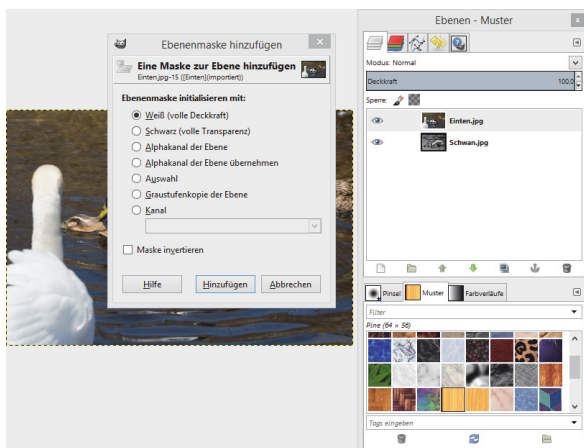 Ebenenmaske hinzufügen
Eine Maske zur Ebene hinzufügen
Einten.jpg-15 ([Einten] (importiert))
Ebenenmaske initialisieren mit:
Weiß (volle Deckkraft)
Schwarz (volle Transparenz)
Alphakanal der Ebene
Alphakanal der Ebene übernehmen
Auswahl
Graustufenkopie der Ebene
Kanal
Maske invertieren
Hilfe
Hinzufügen
Abbrechen
Ebenen - Muster
Modus: Normal
Deckkraft 100,0
Sperre:
Einten.jpg
Schwan.jpg
Pinsel
Muster
Farbverläufe
Filter
Pine (64 × 56)
Tags eingeben